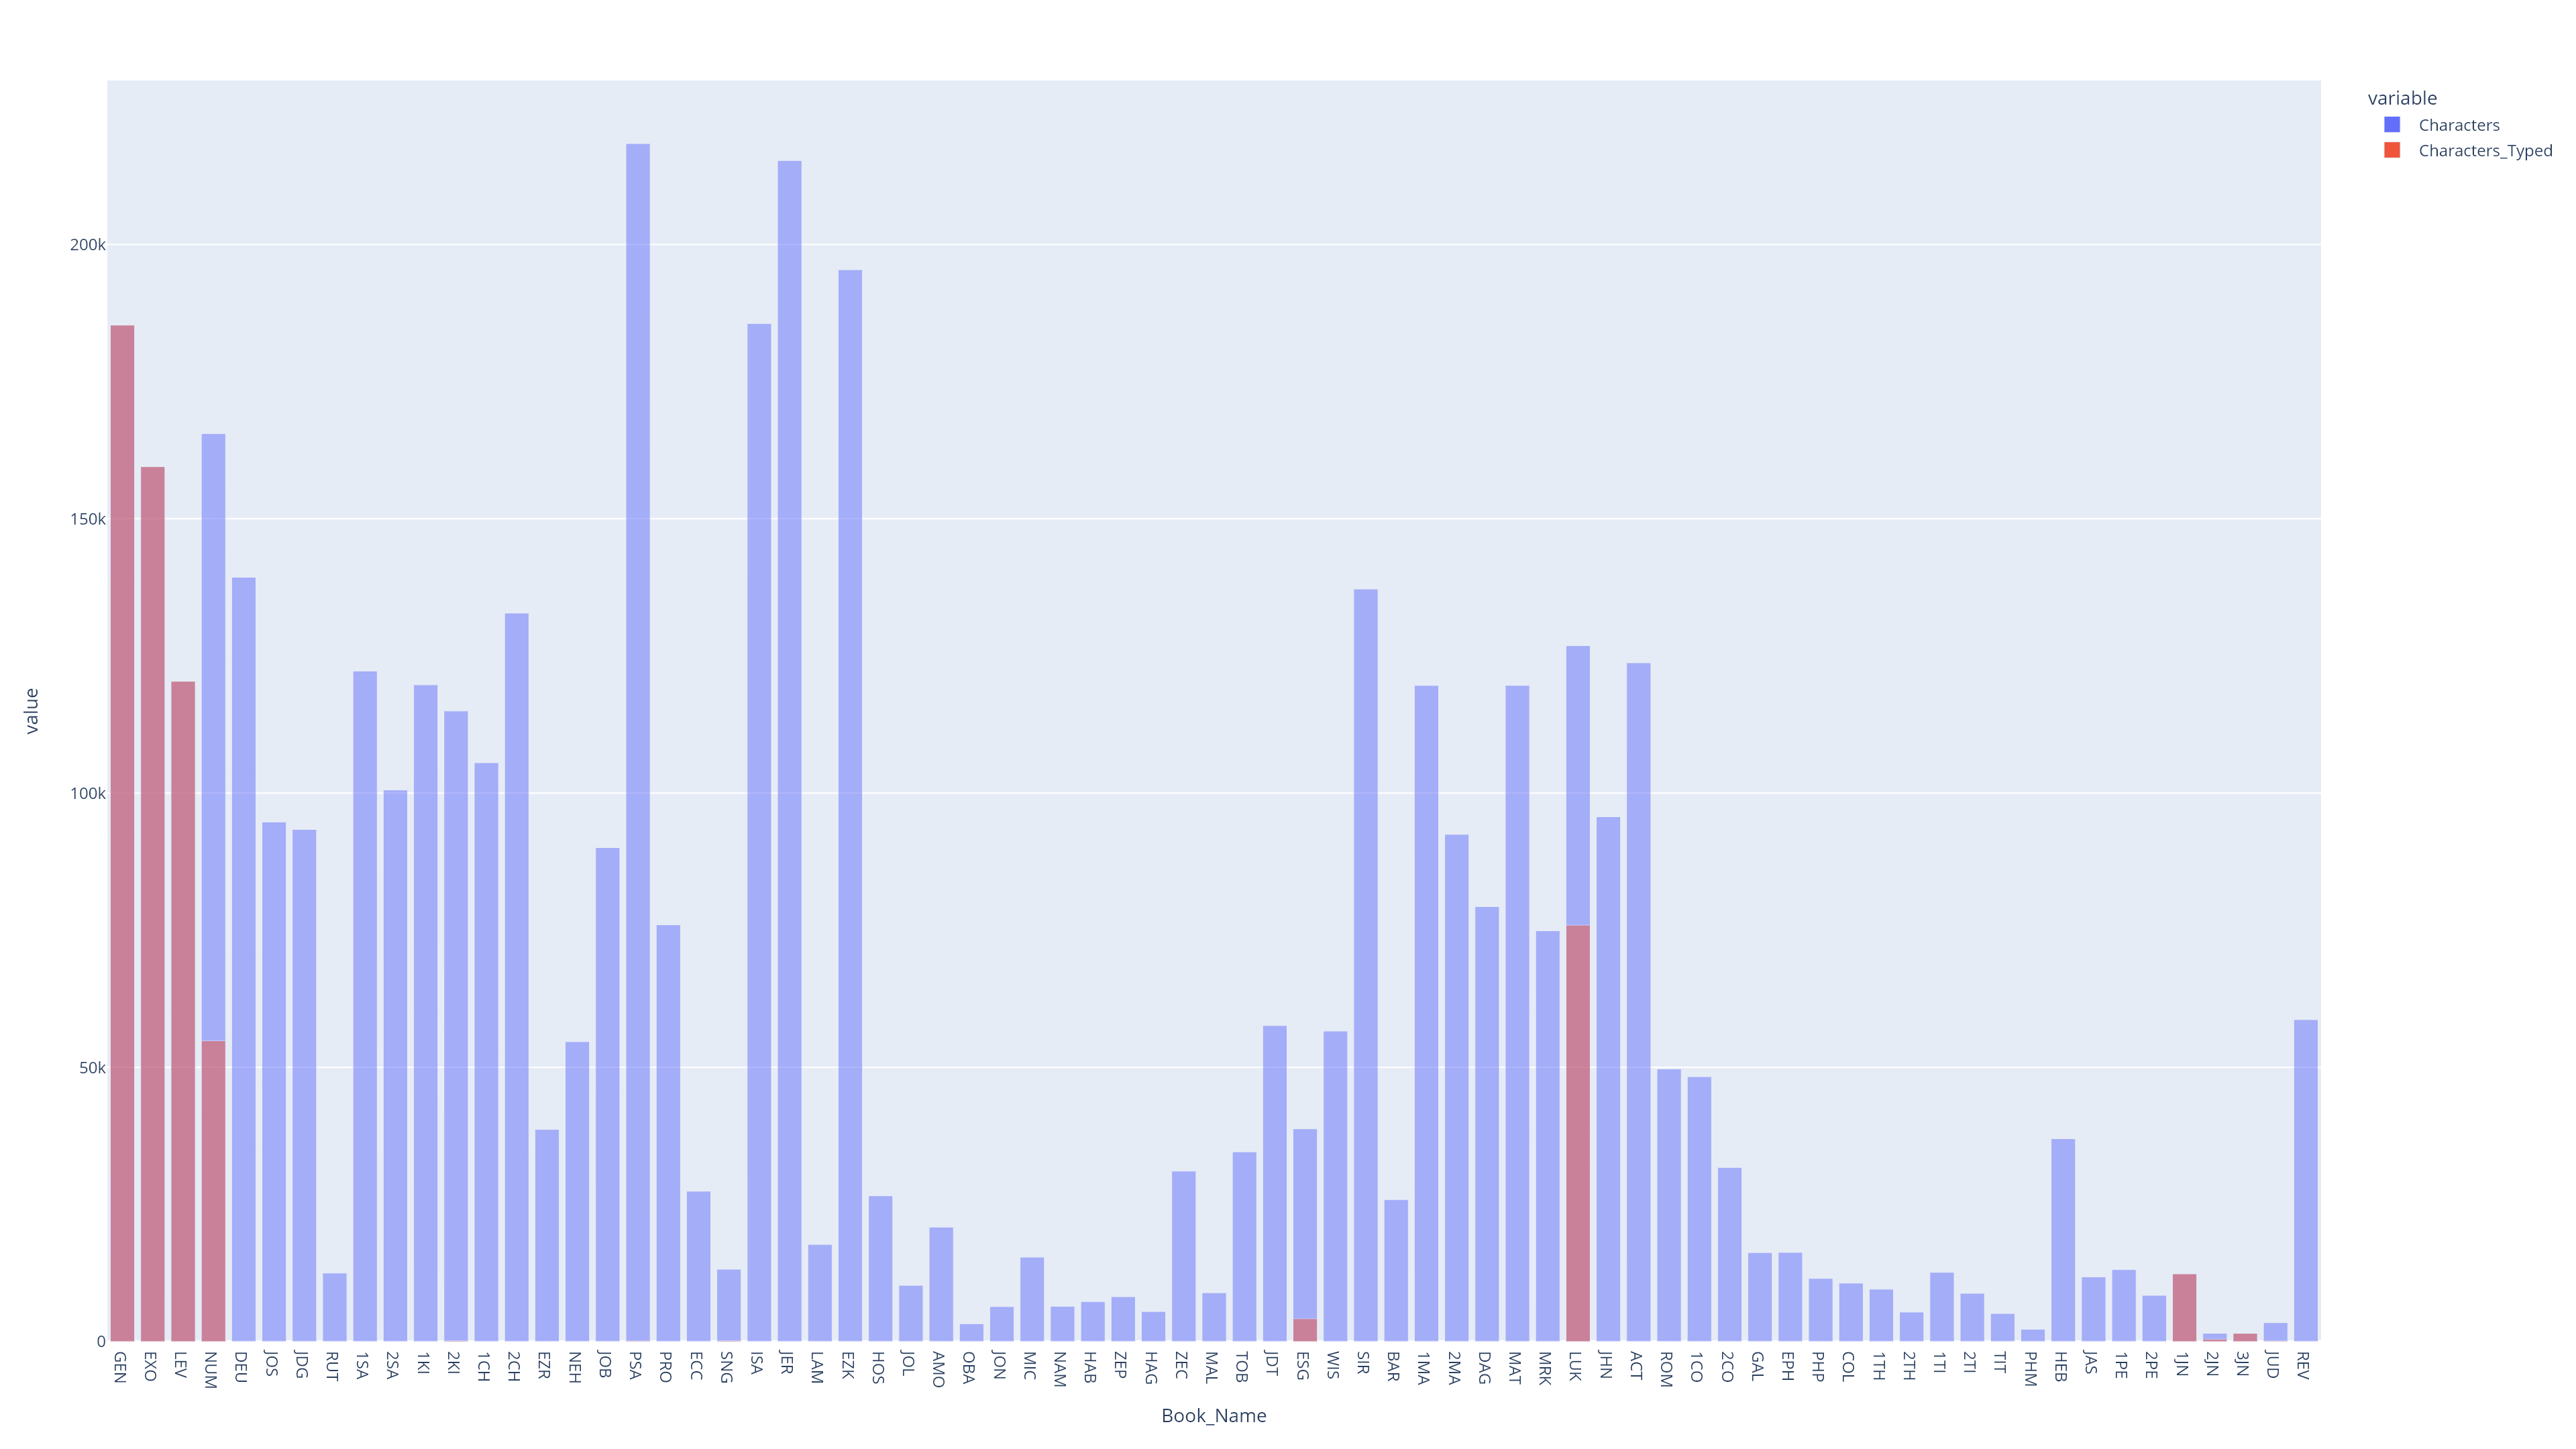 variable
Characters
Characters_Typed
value
200k
150k
100k
50k
0
GEN EXO LEV NUM DEU JOS JDG RUT 1SA 2SA 1KI 2KI 1CH 2CH EZR NEH JOB PSA PRO ECC SNG ISA JER LAM EZK HOS JOL AMO OBA JON MIC NAM HAB ZEP HAG ZEC MAL TOB JDT ESG WIS SIR BAR 1MA 2MA DAG MAT MRK LUK JHN ACT ROM 1CO 2CO GAL EPH PHP COL 1TH 2TH 1TI 2TI TIT PHM HEB JAS 1PE 2PE 1JN 2JN 3JN JUD REV
Book_Name